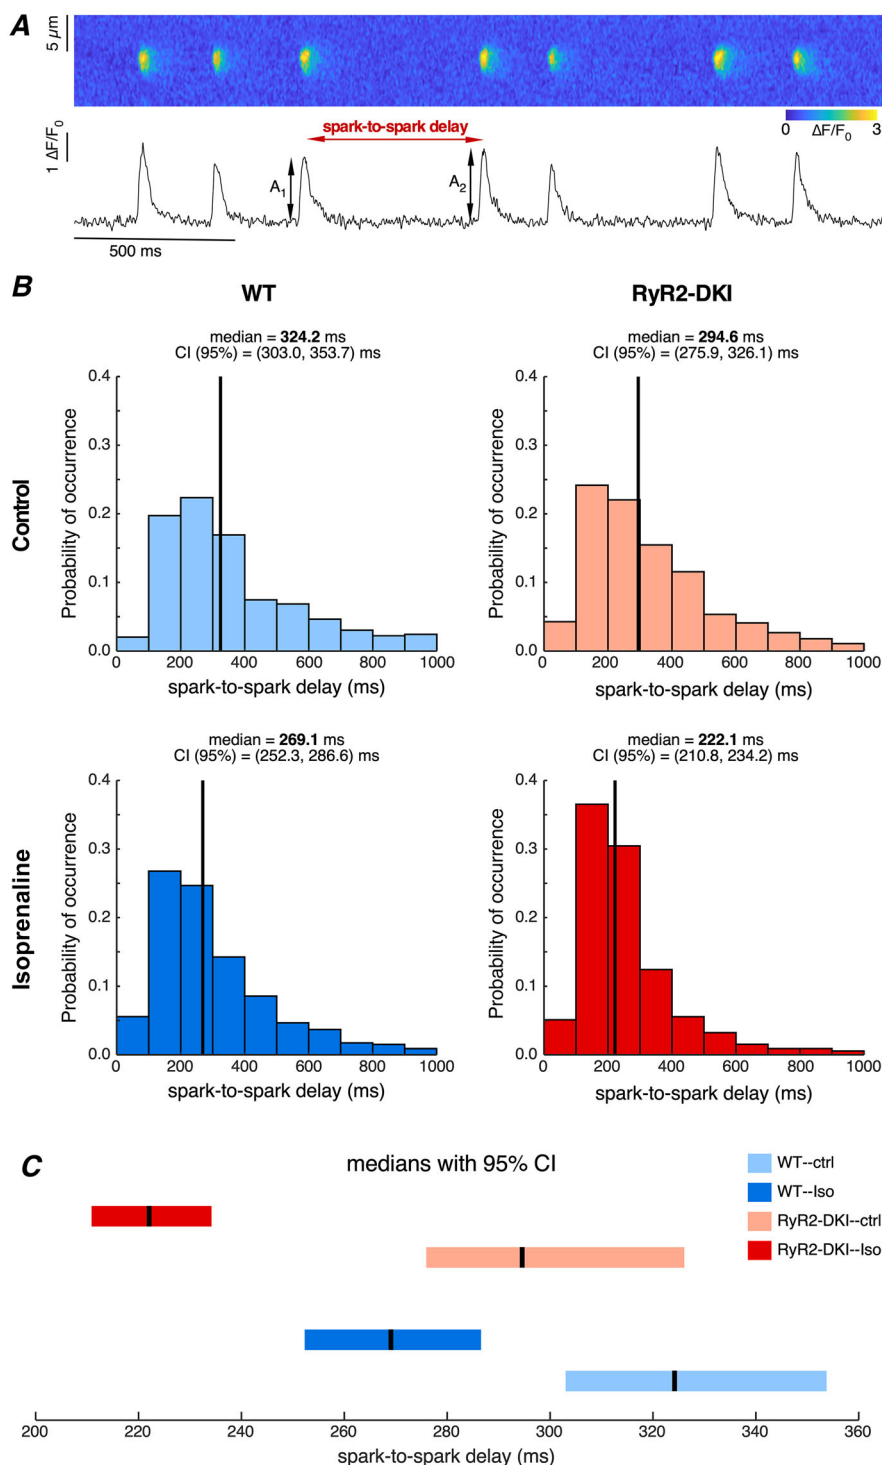 A
5 µm
0 ΔF/F0 3
1 ΔF/F0
spark-to-spark delay
A1
A2
500 ms
B
WT
RyR2-DKI
Control
median = 324.2 ms
CI (95%) = (303.0, 353.7) ms
median = 294.6 ms
CI (95%) = (275.9, 326.1) ms
Probability of occurrence
0.4
0.3
0.2
0.1
0.0
0 200 400 600 800 1000
spark-to-spark delay (ms)
Probability of occurrence
0.4
0.3
0.2
0.1
0.0
0 200 400 600 800 1000
spark-to-spark delay (ms)
Isoprenaline
median = 269.1 ms
CI (95%) = (252.3, 286.6) ms
median = 222.1 ms
CI (95%) = (210.8, 234.2) ms
Probability of occurrence
0.4
0.3
0.2
0.1
0.0
0 200 400 600 800 1000
spark-to-spark delay (ms)
Probability of occurrence
0.4
0.3
0.2
0.1
0.0
0 200 400 600 800 1000
spark-to-spark delay (ms)
C
medians with 95% CI
WT--ctrl
WT--Iso
RyR2-DKI--ctrl
RyR2-DKI--Iso
200 220 240 260 280 300 320 340 360
spark-to-spark delay (ms)